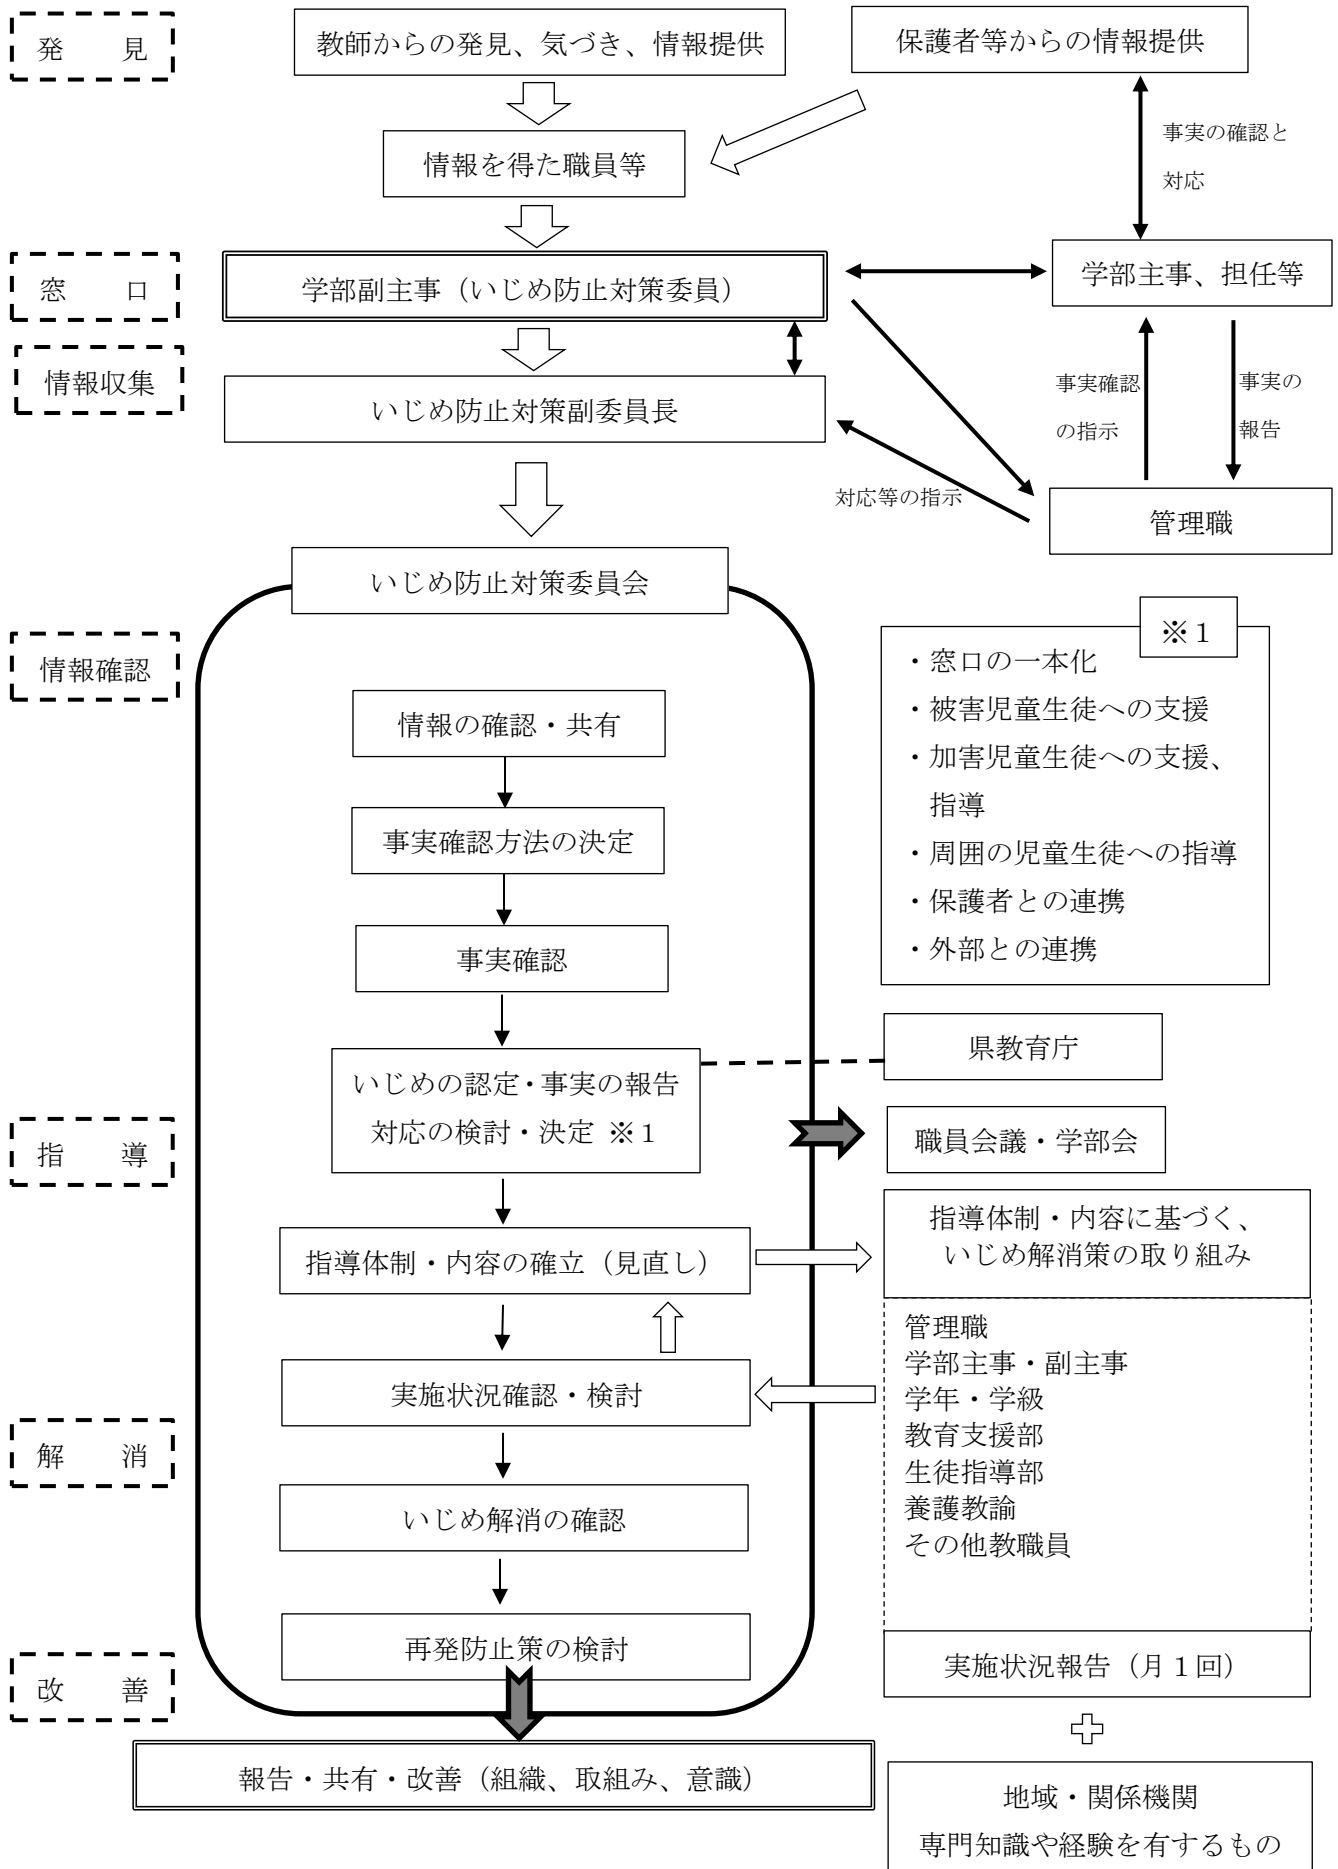 発　見
教師からの発見、気づき、情報提供
保護者等からの情報提供
事実の確認と
対応
情報を得た職員等
窓　口
学部副主事（いじめ防止対策委員）
学部主事、担任等
情報収集
いじめ防止対策副委員長
事実確認
の指示
事実の
報告
対応等の指示
管理職
いじめ防止対策委員会
※１
・窓口の一本化
・被害児童生徒への支援
・加害児童生徒への支援、
指導
・周囲の児童生徒への指導
・保護者との連携
・外部との連携
情報確認
情報の確認・共有
事実確認方法の決定
事実確認
県教育庁
いじめの認定・事実の報告
対応の検討・決定 ※１
職員会議・学部会
指　導
指導体制・内容の確立（見直し）
指導体制・内容に基づく、
いじめ解消策の取り組み
管理職
学部主事・副主事
学年・学級
教育支援部
生徒指導部
養護教諭
その他教職員
実施状況確認・検討
解　消
いじめ解消の確認
再発防止策の検討
実施状況報告（月１回）
改　善
報告・共有・改善（組織、取組み、意識）
地域・関係機関
専門知識や経験を有するもの